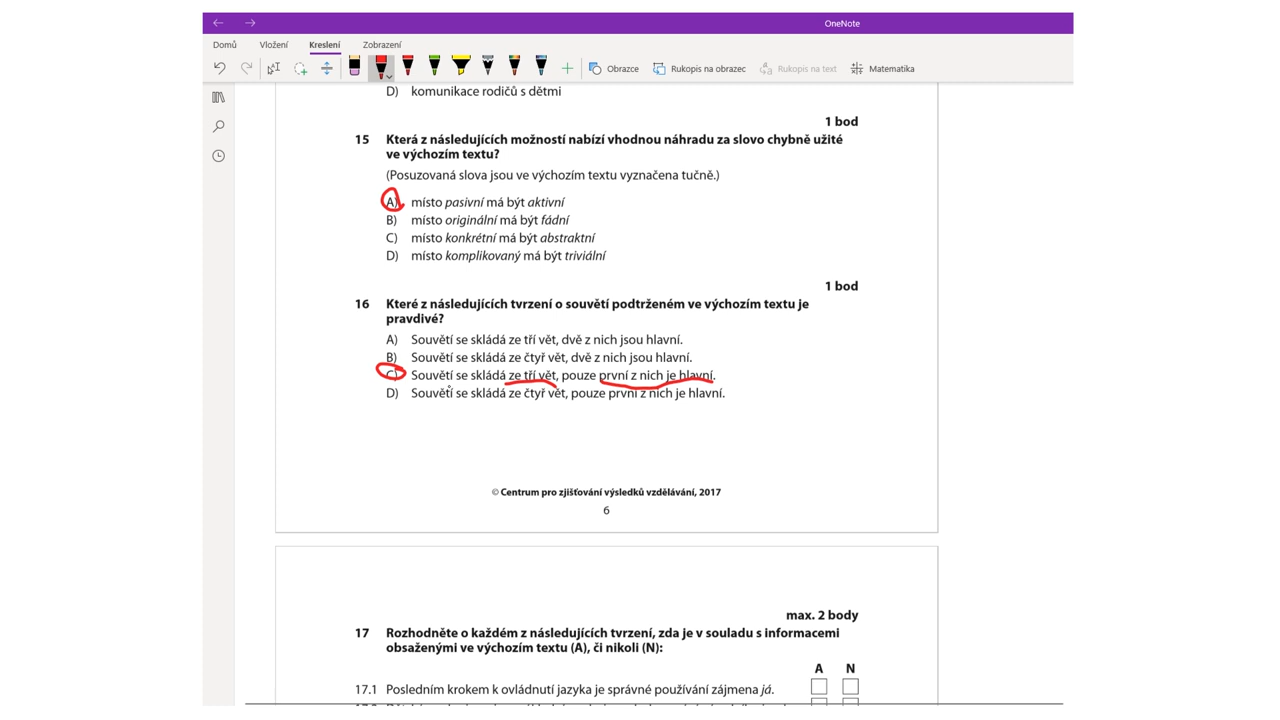 OneNote
Domů Vložení Kreslení Zobrazení
Obrazce Rukopis na obrazec Rukopis na text Matematika
D) komunikace rodičů s dětmi
1 bod
15 Která z následujících možností nabízí vhodnou náhradu za slovo chybně užité
ve výchozím textu?
(Posuzovaná slova jsou ve výchozím textu vyznačena tučně.)
A) místo pasivní má být aktivní
B) místo originální má být fádní
C) místo konkrétní má být abstraktní
D) místo komplikovaný má být triviální
1 bod
16 Které z následujících tvrzení o souvětí podtrženém ve výchozím textu je
pravdivé?
A) Souvětí se skládá ze tří vět, dvě z nich jsou hlavní.
B) Souvětí se skládá ze čtyř vět, dvě z nich jsou hlavní.
C) Souvětí se skládá ze tří vět, pouze první z nich je hlavní.
D) Souvětí se skládá ze čtyř vět, pouze první z nich je hlavní.
© Centrum pro zjišťování výsledků vzdělávání, 2017
6
max. 2 body
17 Rozhodněte o každém z následujících tvrzení, zda je v souladu s informacemi
obsaženými ve výchozím textu (A), či nikoli (N):
A N
17.1 Posledním krokem k ovládnutí jazyka je správné používání zájmena já.